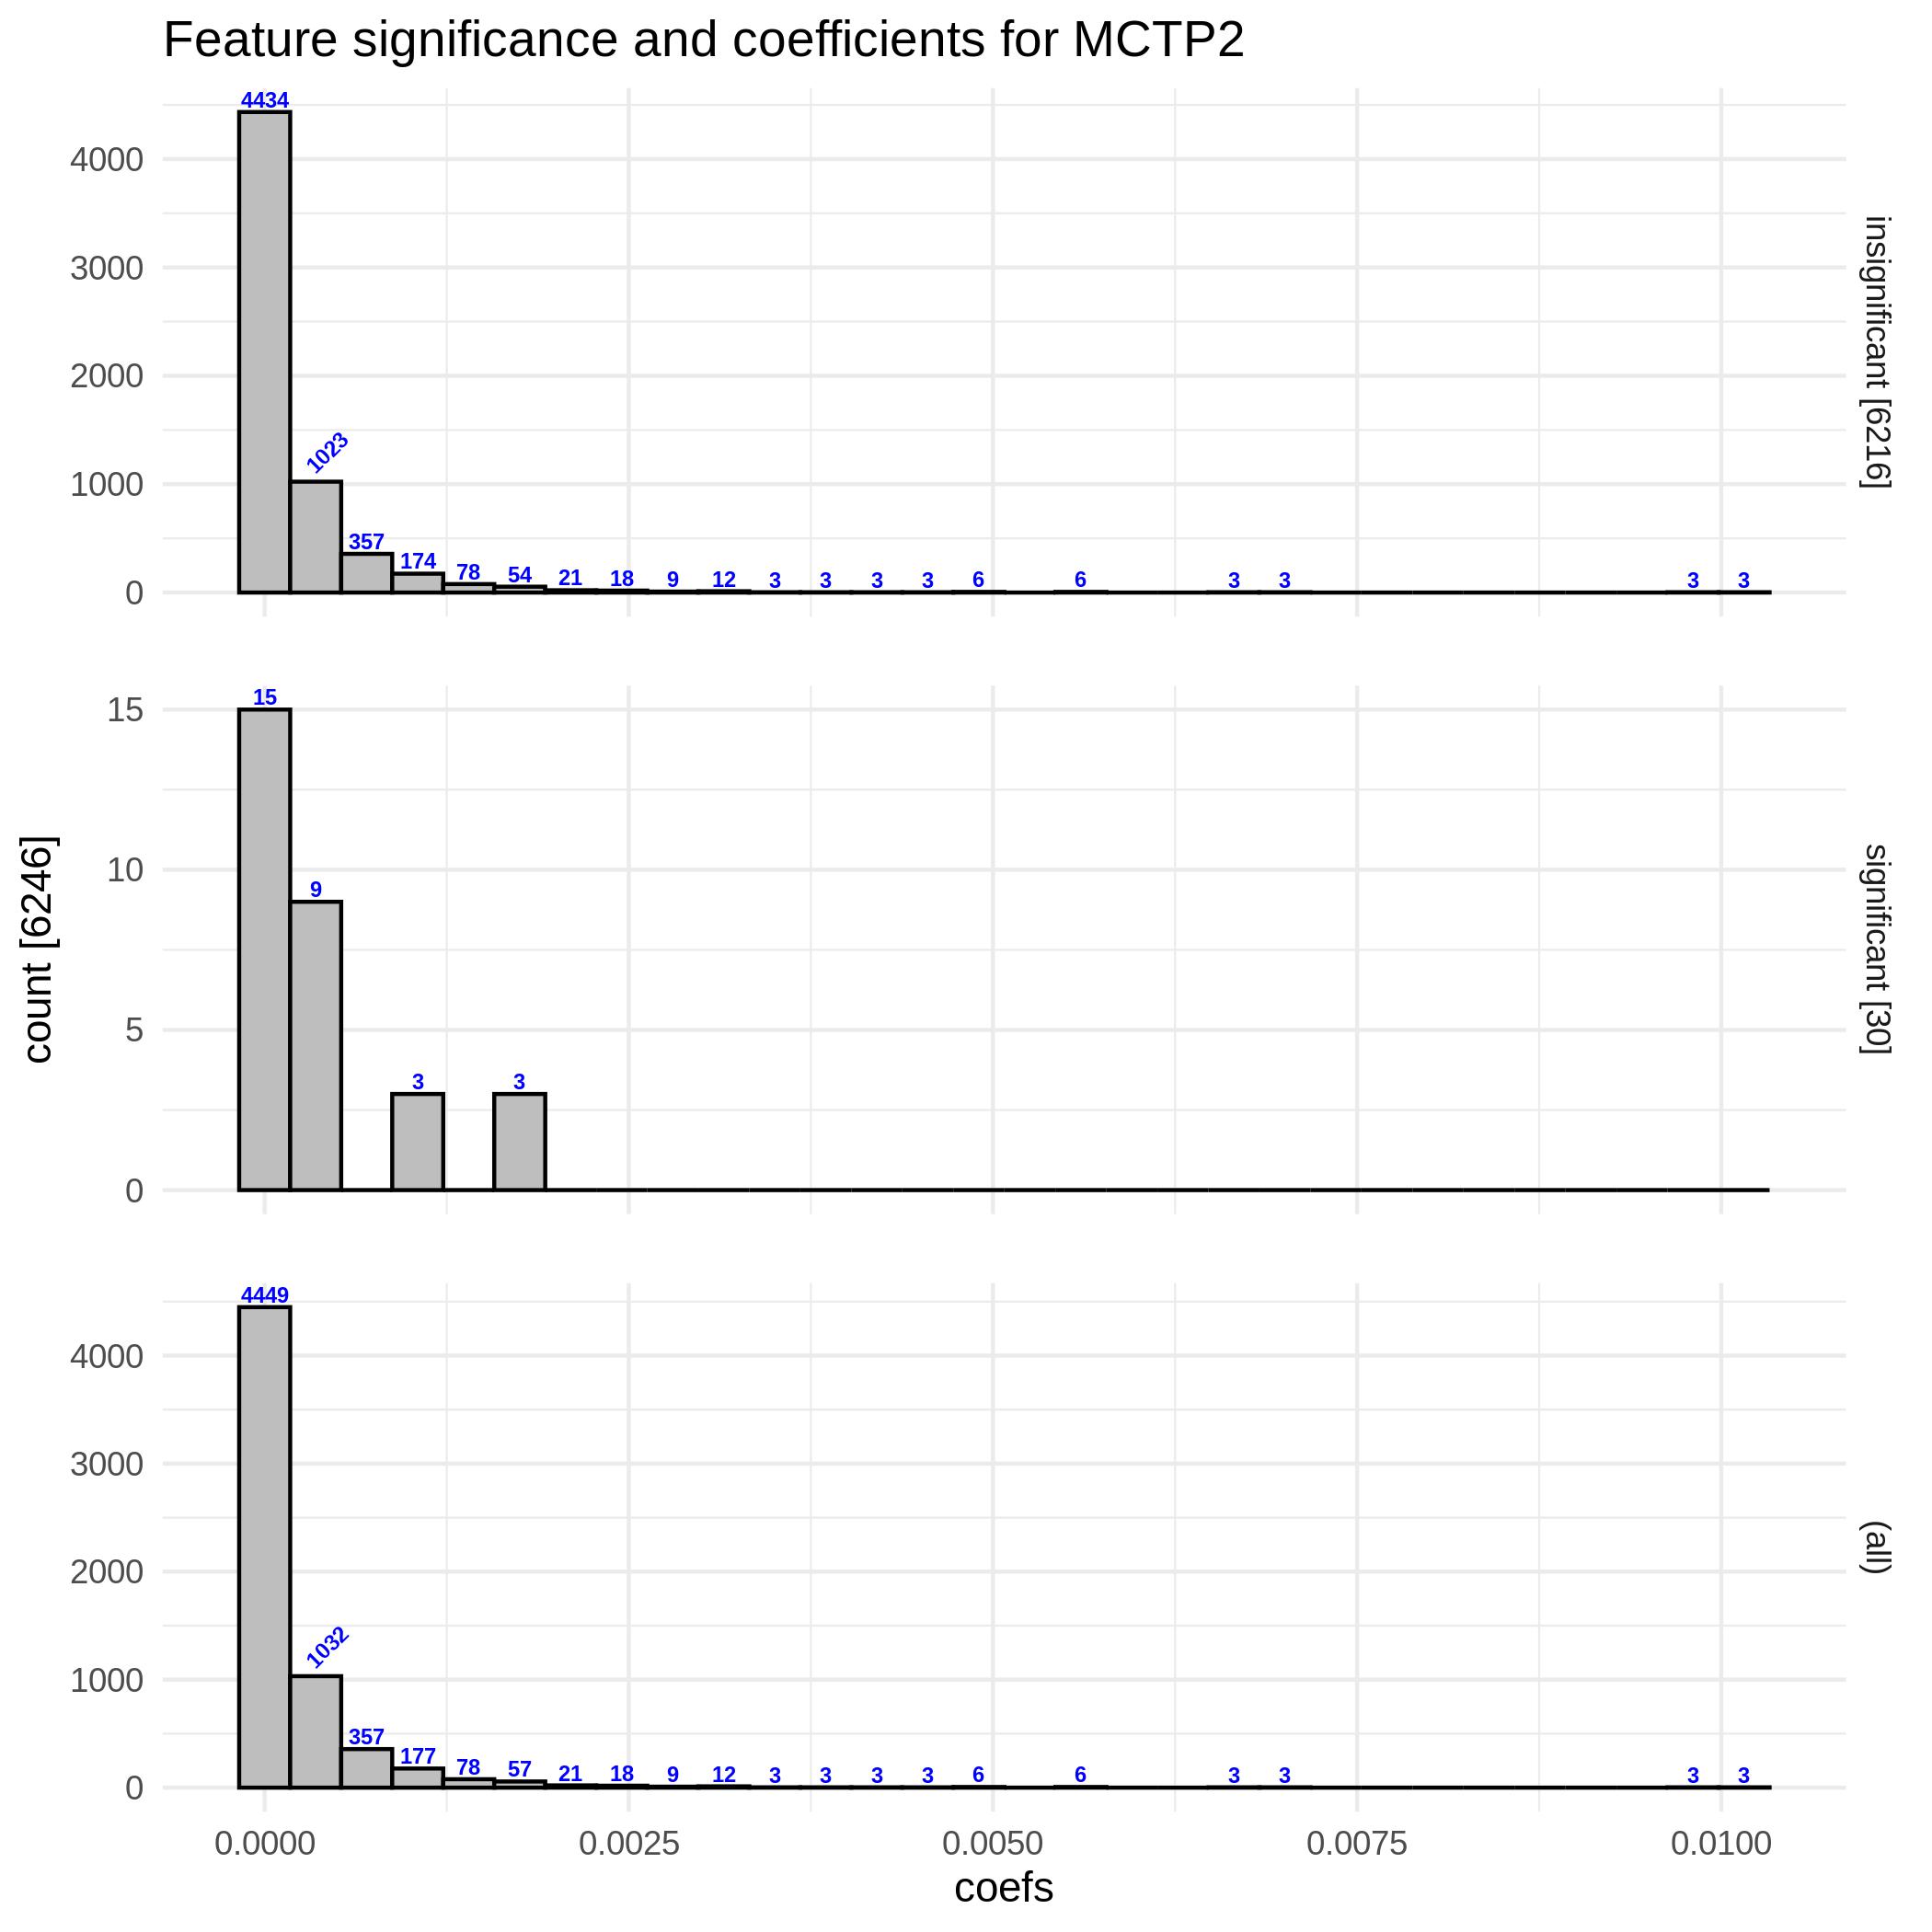 Feature significance and coefficients for MCTP2
4434
4000
3000
2000
1023
1000
357 174 78 54 21 18 9 12 3 3 3 3 6 6 3 3 3 3
0
insignificant [6216]
15
15
10
9
5
3 3
0
significant [30]
count [6246]
4449
4000
3000
2000
1032
1000
357 177 78 57 21 18 9 12 3 3 3 3 6 6 3 3 3 3
0
(all)
0.0000 0.0025 0.0050 0.0075 0.0100
coefs